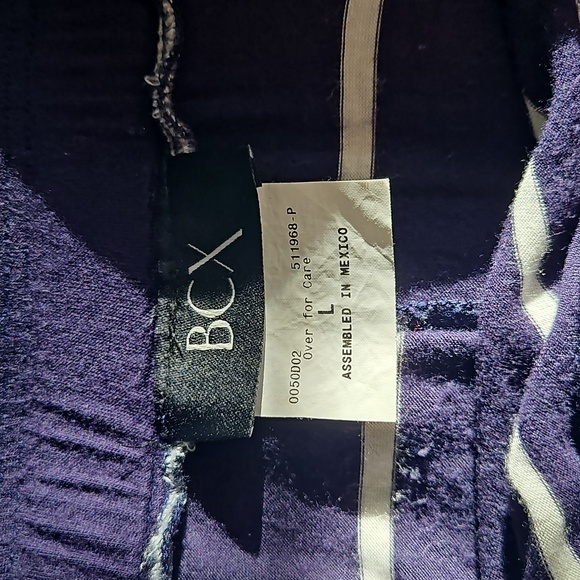 BCX
0050D02 511968-P
Over for Care
L
ASSEMBLED IN MEXICO